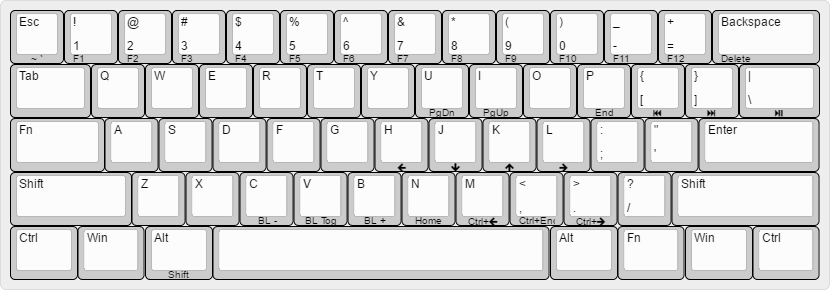 Esc ! @ # $ % ^ & * ( ) _ + Backspace
1 2 3 4 5 6 7 8 9 0 - =
~ ` F1 F2 F3 F4 F5 F6 F7 F8 F9 F10 F11 F12 Delete
Tab Q W E R T Y U I O P { } |
[ ] \
PgDn PgUp End ⏮ ⏭ ⏯
Fn A S D F G H J K L : " Enter
; '
← ↓ ↑ →
Shift Z X C V B N M < > ? Shift
, . /
BL - BL Tog BL + Home Ctrl+← Ctrl+End Ctrl+→
Ctrl Win Alt Alt Fn Win Ctrl
Shift